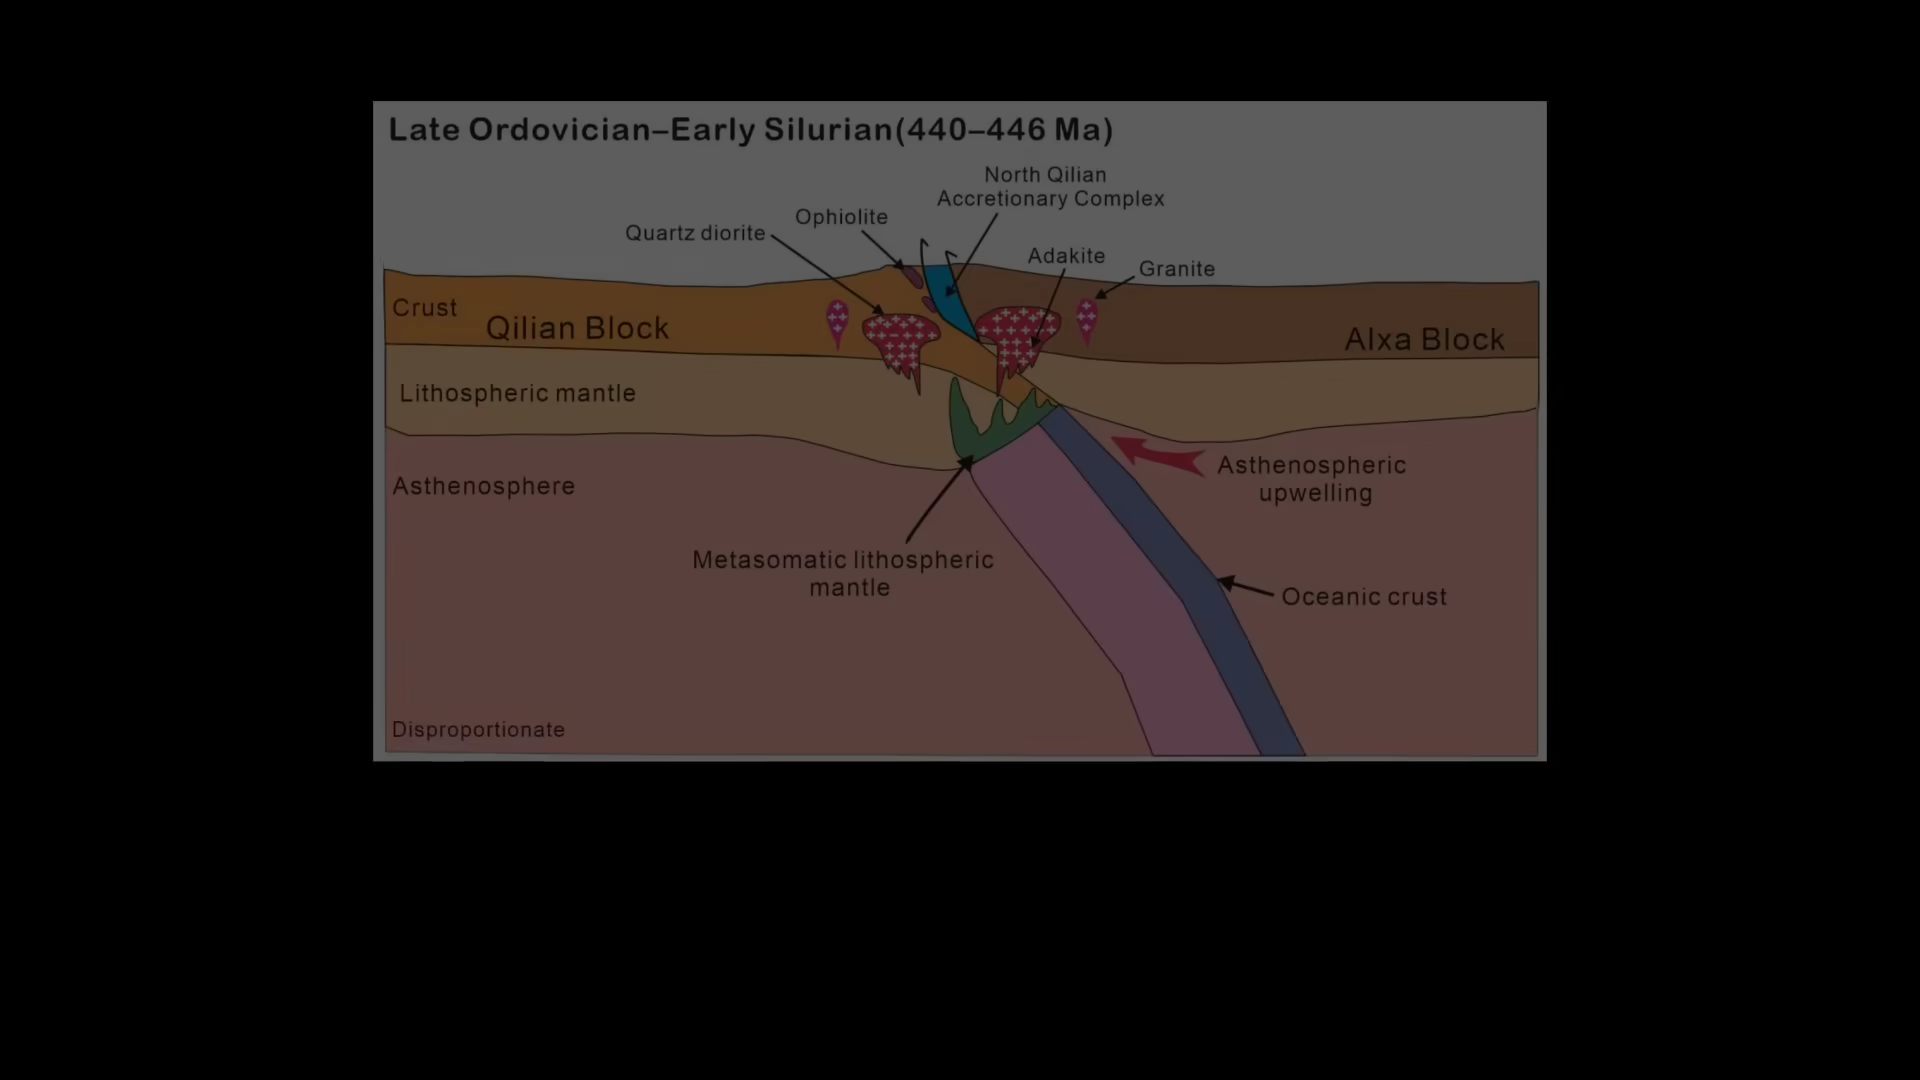 Late Ordovician–Early Silurian(440–446 Ma)
North Qilian
Accretionary Complex
Ophiolite
Quartz diorite
Adakite
Granite
Crust
Qilian Block
Alxa Block
Lithospheric mantle
Asthenospheric
upwelling
Asthenosphere
Metasomatic lithospheric
mantle
Oceanic crust
Disproportionate